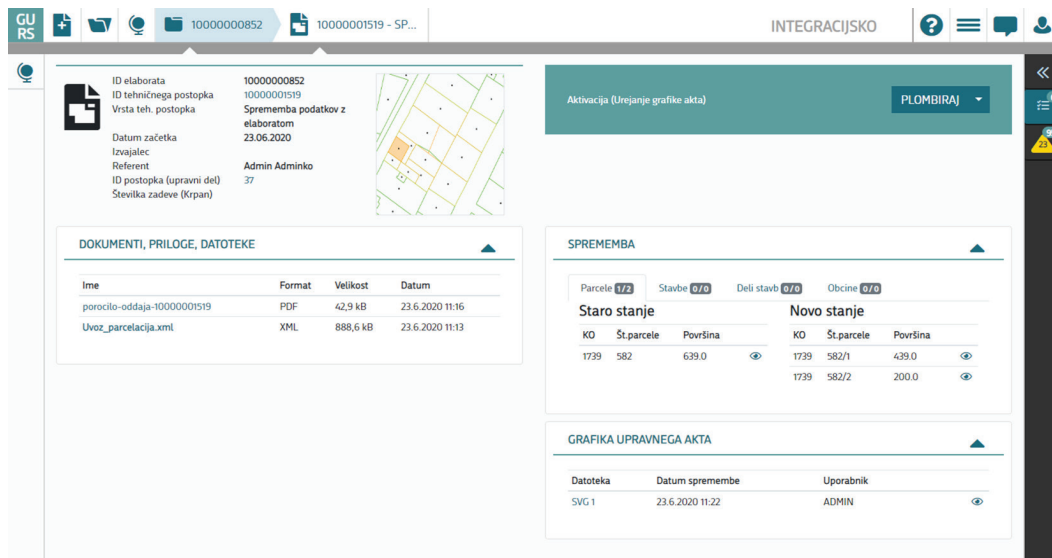 GU
RS
10000000852
10000001519 - SP...
INTEGRACIJSKO
ID elaborata 10000000852
ID tehničnega postopka 10000001519
Vrsta teh. postopka Sprememba podatkov z
elaboratom
Datum začetka 23.06.2020
Izvajalec
Referent Admin Adminko
ID postopka (upravni del) 37
Številka zadeve (Krpan)
Aktivacija (Urejanje grafike akta)
PLOMBIRAJ
23
DOKUMENTI, PRILOGE, DATOTEKE
Ime Format Velikost Datum
porocilo-oddaja-10000001519 PDF 42,9 kB 23.6.2020 11:16
Uvoz_parcelacija.xml XML 888,6 kB 23.6.2020 11:13
SPREMEMBA
Parcele 1/2 Stavbe 0/0 Deli stavb 0/0 Obcine 0/0
Staro stanje Novo stanje
KO Št.parcele Površina KO Št.parcele Površina
1739 582 639.0 1739 582/1 439.0
1739 582/2 200.0
GRAFIKA UPRAVNEGA AKTA
Datoteka Datum spremembe Uporabnik
SVG 1 23.6.2020 11:22 ADMIN